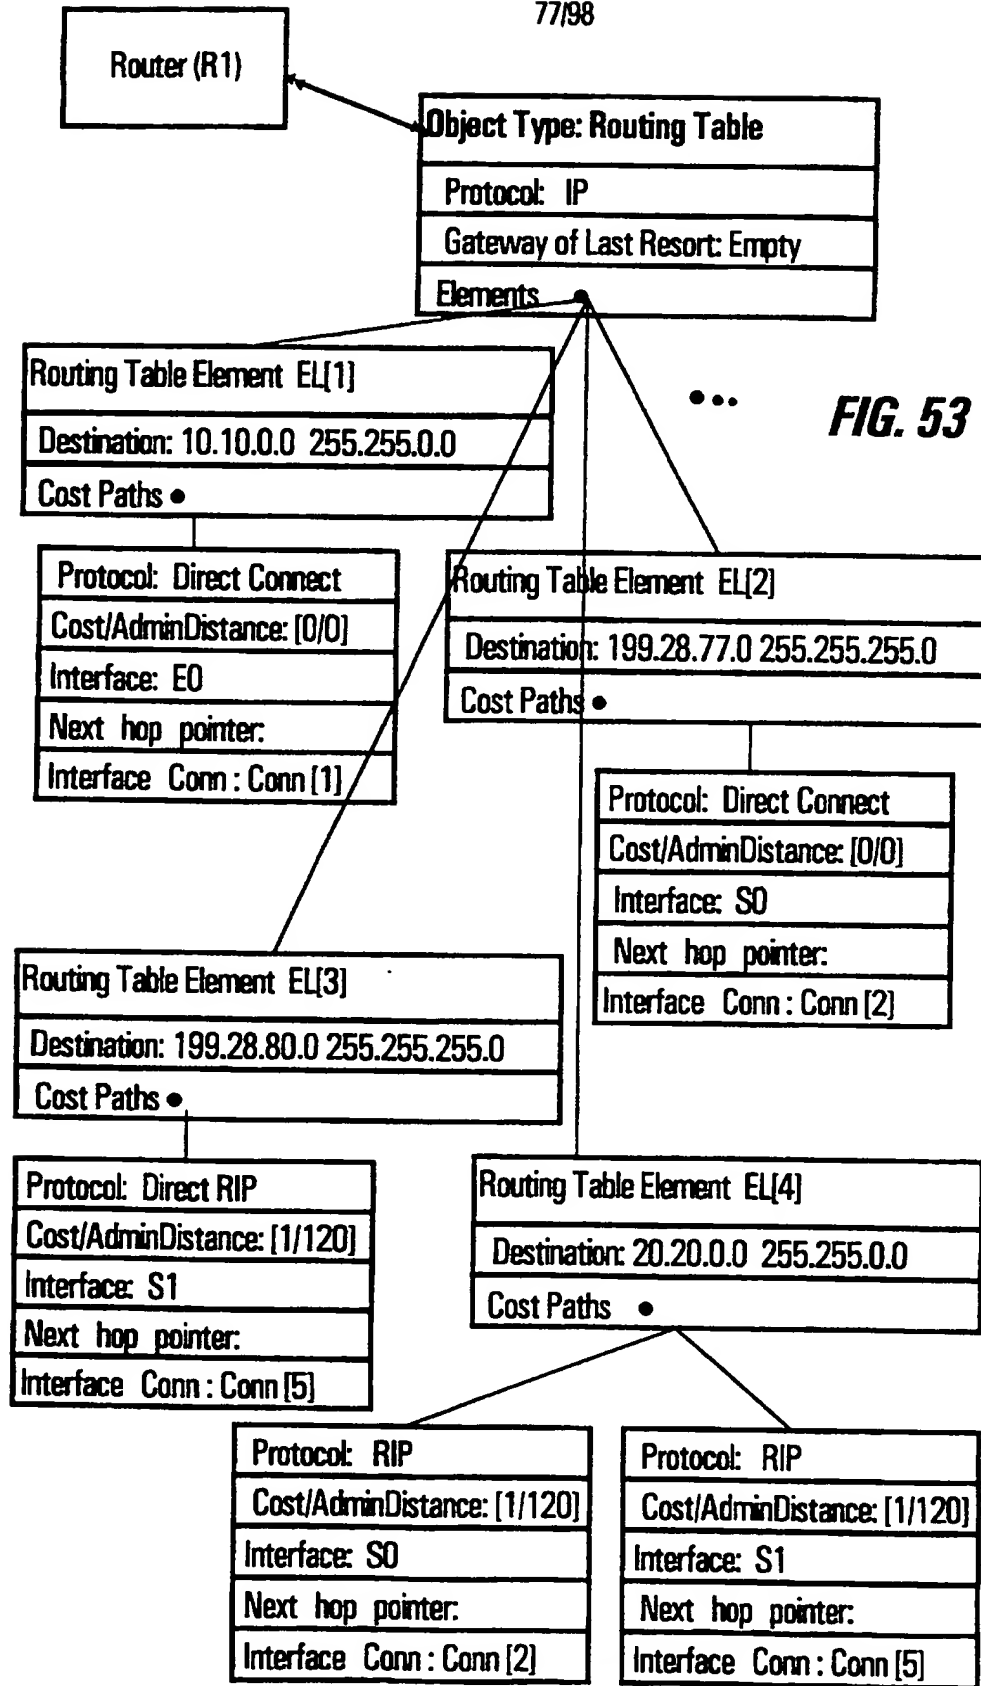 77/98
Router (R1)
Object Type: Routing Table
Protocol: IP
Gateway of Last Resort: Empty
Elements
Routing Table Element EL[1]
Destination: 10.10.0.0 255.255.0.0
Cost Paths
FIG. 53
Protocol: Direct Connect
Cost/AdminDistance: [0/0]
Interface: E0
Next hop pointer:
Interface Conn : Conn [1]
Routing Table Element EL[2]
Destination: 199.28.77.0 255.255.255.0
Cost Paths
Protocol: Direct Connect
Cost/AdminDistance: [0/0]
Interface: S0
Next hop pointer:
Interface Conn : Conn [2]
Routing Table Element EL[3]
Destination: 199.28.80.0 255.255.255.0
Cost Paths
Protocol: Direct RIP
Cost/AdminDistance: [1/120]
Interface: S1
Next hop pointer:
Interface Conn : Conn [5]
Routing Table Element EL[4]
Destination: 20.20.0.0 255.255.0.0
Cost Paths
Protocol: RIP
Cost/AdminDistance: [1/120]
Interface: S0
Next hop pointer:
Interface Conn : Conn [2]
Protocol: RIP
Cost/AdminDistance: [1/120]
Interface: S1
Next hop pointer:
Interface Conn : Conn [5]